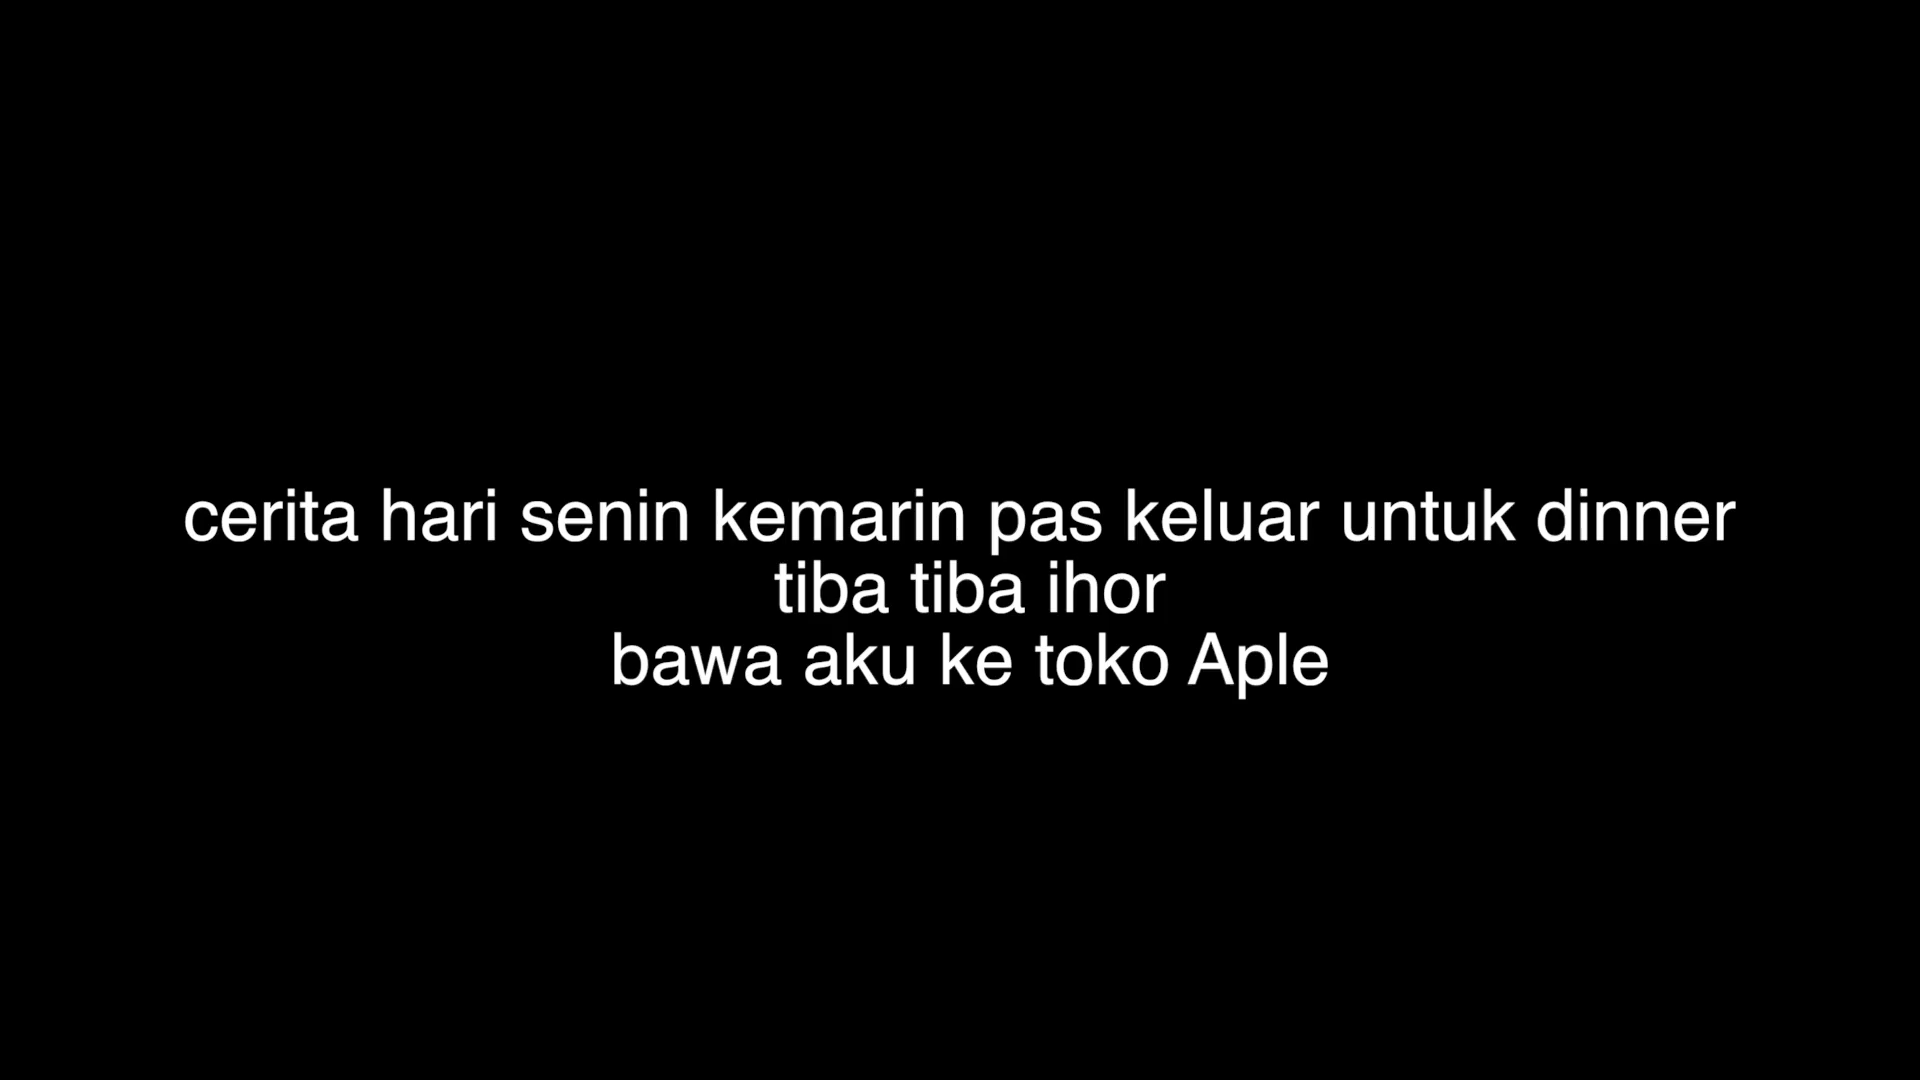 cerita hari senin kemarin pas keluar untuk dinner
tiba tiba ihor
bawa aku ke toko Aple